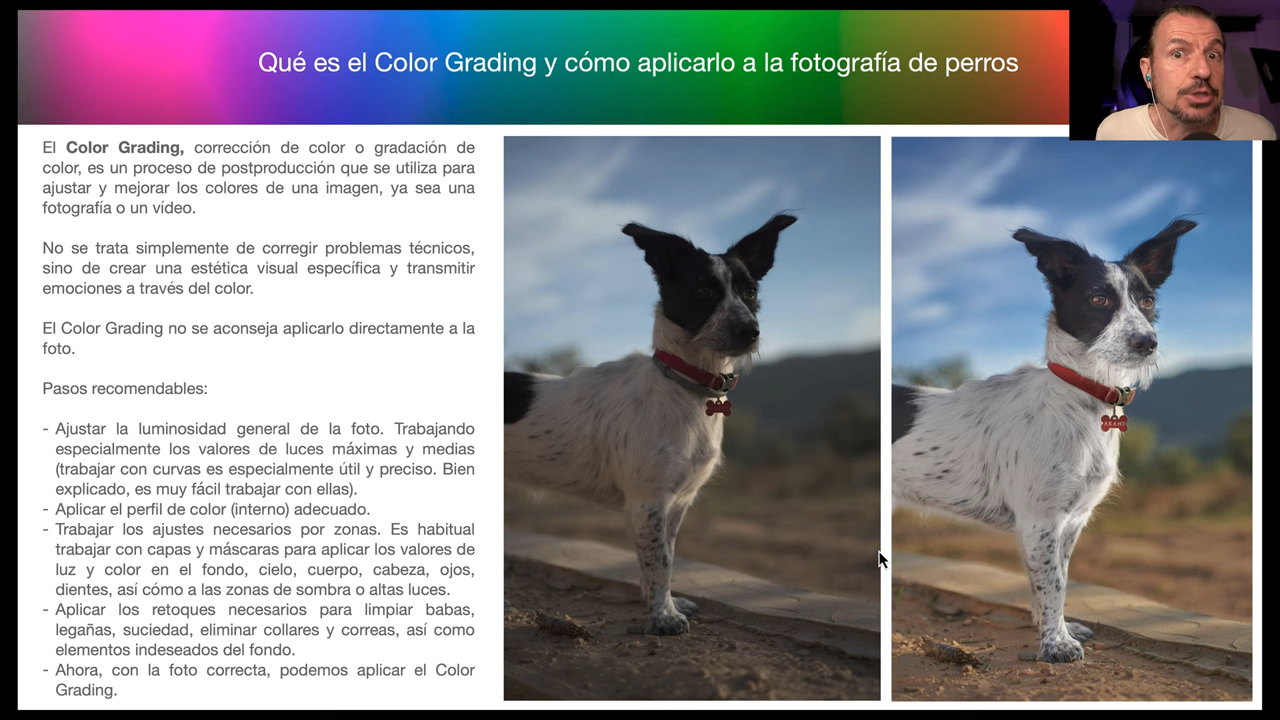 Qué es el Color Grading y cómo aplicarlo a la fotografía de perros
El Color Grading, corrección de color o gradación de
color, es un proceso de postproducción que se utiliza para
ajustar y mejorar los colores de una imagen, ya sea una
fotografía o un vídeo.
No se trata simplemente de corregir problemas técnicos,
sino de crear una estética visual específica y transmitir
emociones a través del color.
El Color Grading no se aconseja aplicarlo directamente a la
foto.
Pasos recomendables:
- Ajustar la luminosidad general de la foto. Trabajando
especialmente los valores de luces máximas y medias
(trabajar con curvas es especialmente útil y preciso. Bien
explicado, es muy fácil trabajar con ellas).
- Aplicar el perfil de color (interno) adecuado.
- Trabajar los ajustes necesarios por zonas. Es habitual
trabajar con capas y máscaras para aplicar los valores de
luz y color en el fondo, cielo, cuerpo, cabeza, ojos,
dientes, así cómo a las zonas de sombra o altas luces.
- Aplicar los retoques necesarios para limpiar babas,
legañas, suciedad, eliminar collares y correas, así como
elementos indeseados del fondo.
- Ahora, con la foto correcta, podemos aplicar el Color
Grading.